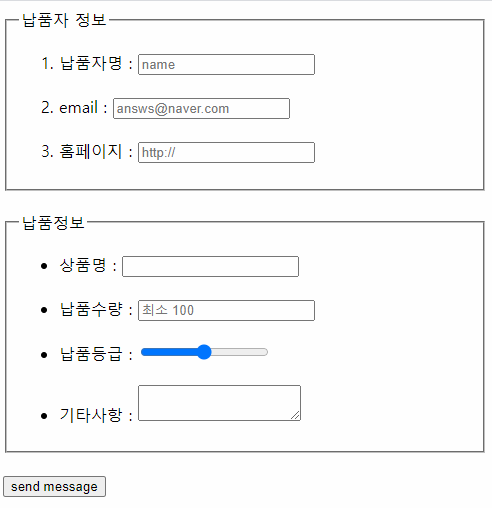 납품자 정보
1. 납품자명 : name
2. email : answs@naver.com
3. 홈페이지 : http://
납품정보
• 상품명 :
• 납품수량 : 최소 100
• 납품등급 :
• 기타사항 :
send message